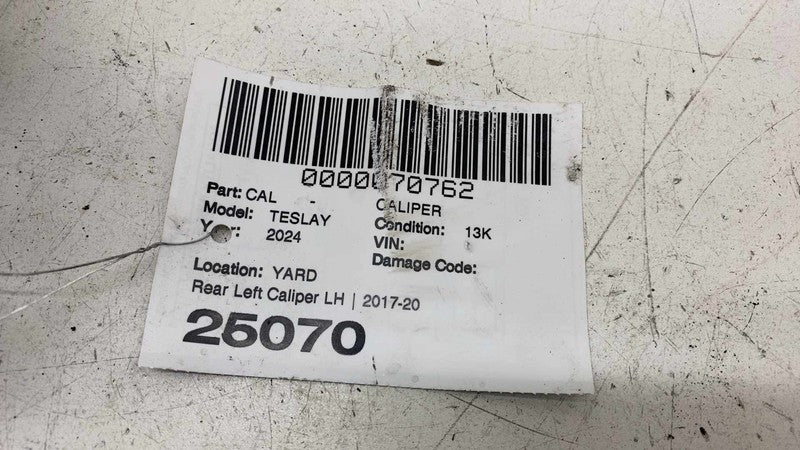 0000070762
Part: CAL - CALIPER
Model: TESLAY Condition: 13K
Year: 2024 VIN:
Damage Code:
Location: YARD
Rear Left Caliper LH | 2017-20
25070